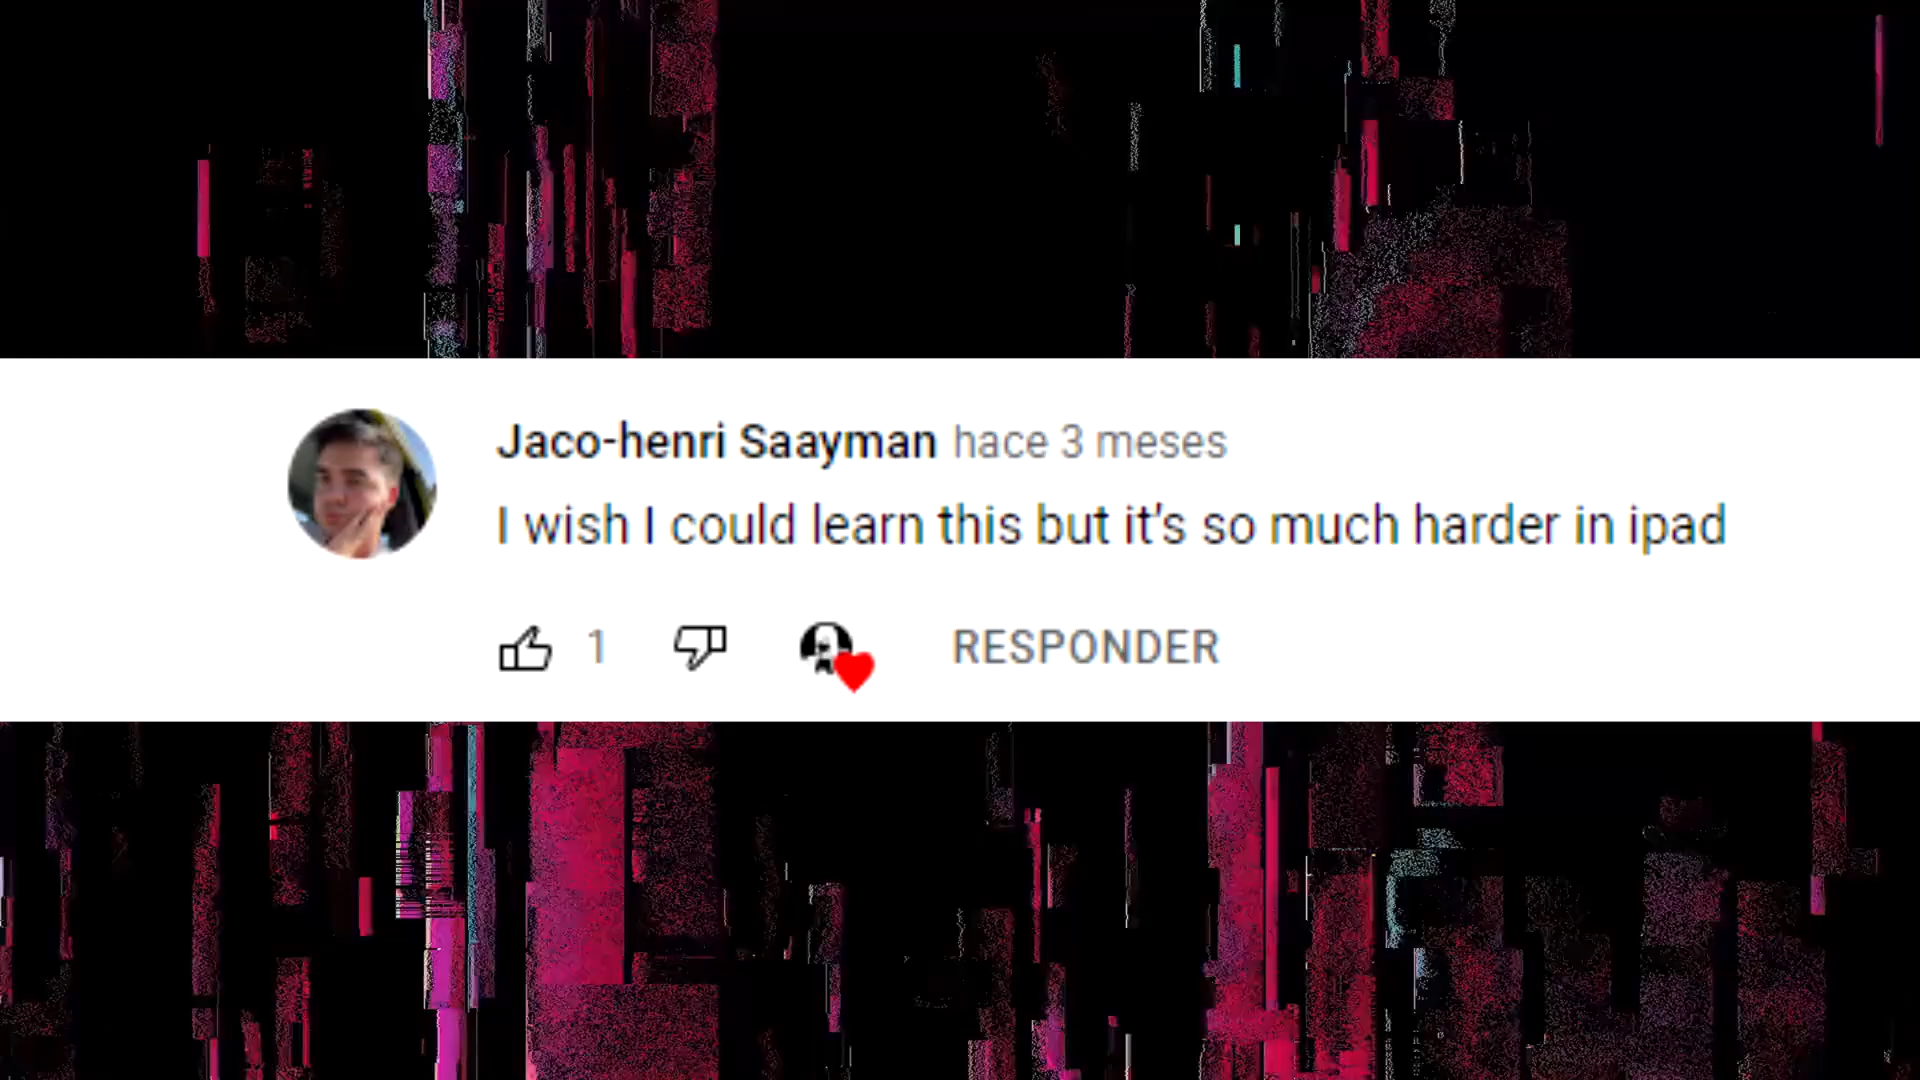 Jaco-henri Saayman hace 3 meses
I wish I could learn this but it's so much harder in ipad
1 RESPONDER